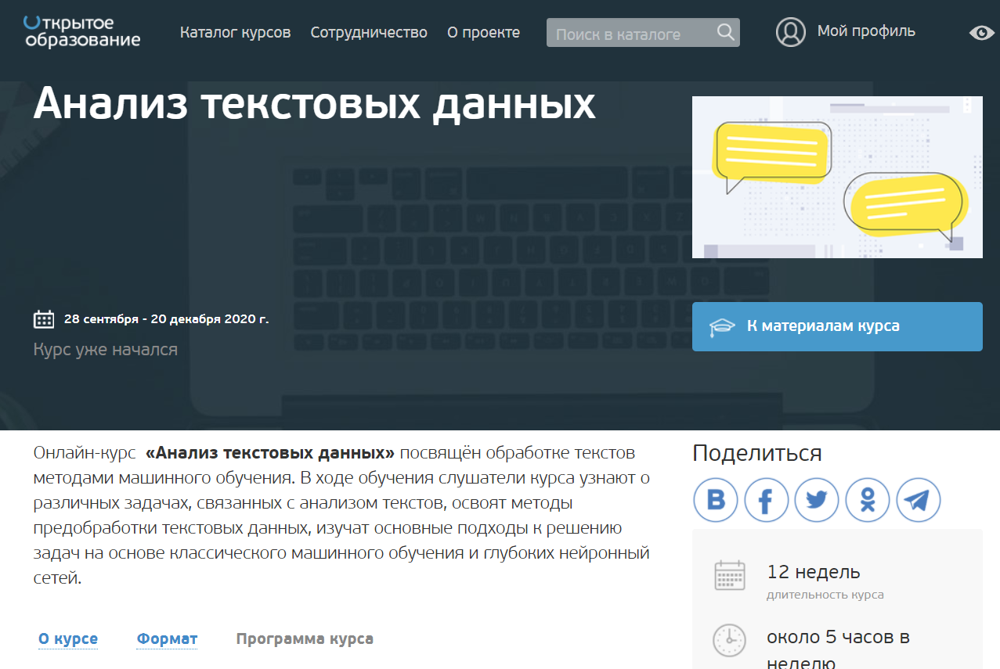 Открытое
образование
Каталог курсов
Сотрудничество
О проекте
Поиск в каталоге
Мой профиль
Анализ текстовых данных
28 сентября - 20 декабря 2020 г.
Курс уже начался
К материалам курса
Онлайн-курс «Анализ текстовых данных» посвящён обработке текстов
методами машинного обучения. В ходе обучения слушатели курса узнают о
различных задачах, связанных с анализом текстов, освоят методы
предобработки текстовых данных, изучат основные подходы к решению
задач на основе классического машинного обучения и глубоких нейронный
сетей.
О курсе
Формат
Программа курса
Поделиться
12 недель
длительность курса
около 5 часов в
неделю